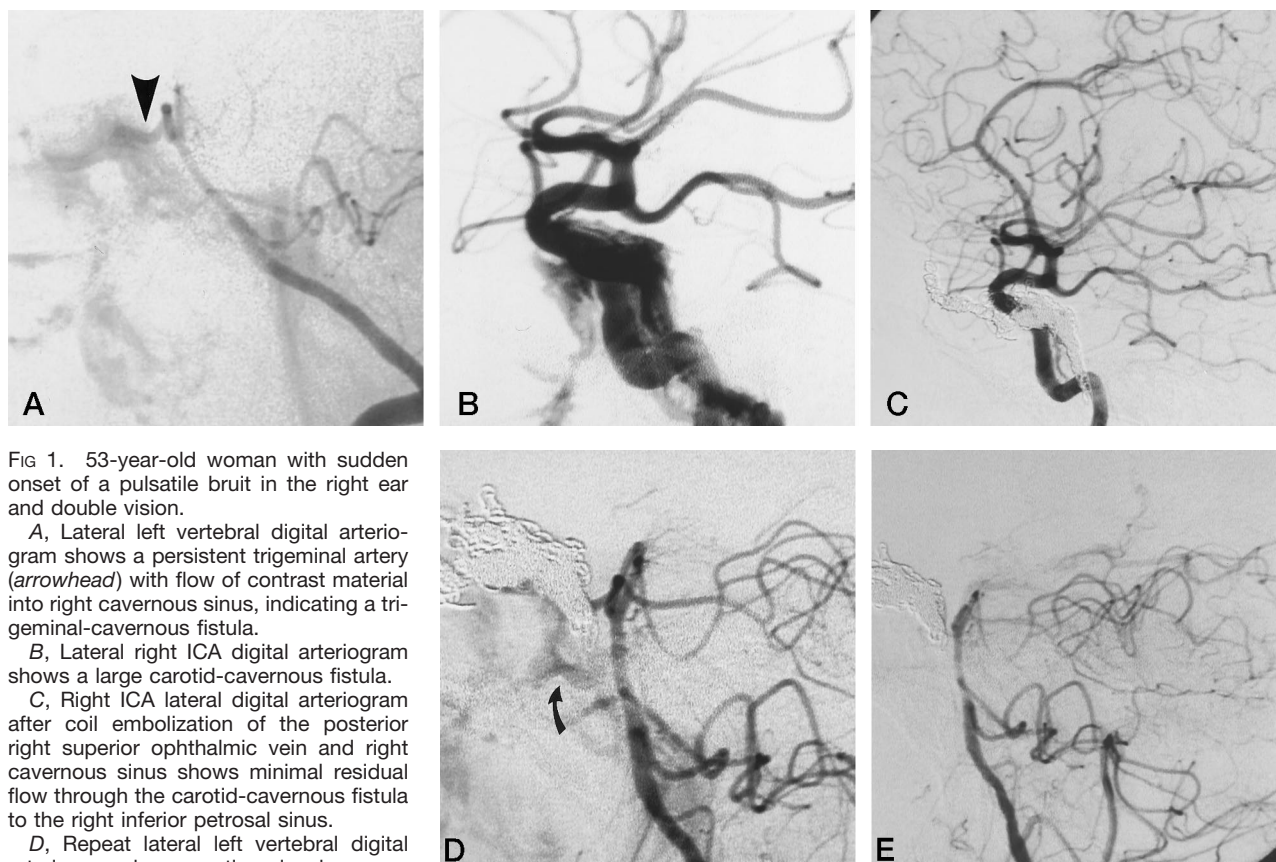 A
B
C
FIG 1. 53-year-old woman with sudden
onset of a pulsatile bruit in the right ear
and double vision.
A, Lateral left vertebral digital arterio-
gram shows a persistent trigeminal artery
(arrowhead) with flow of contrast material
into right cavernous sinus, indicating a tri-
geminal-cavernous fistula.
B, Lateral right ICA digital arteriogram
shows a large carotid-cavernous fistula.
C, Right ICA lateral digital arteriogram
after coil embolization of the posterior
right superior ophthalmic vein and right
cavernous sinus shows minimal residual
flow through the carotid-cavernous fistula
to the right inferior petrosal sinus.
D, Repeat lateral left vertebral digital
D
E